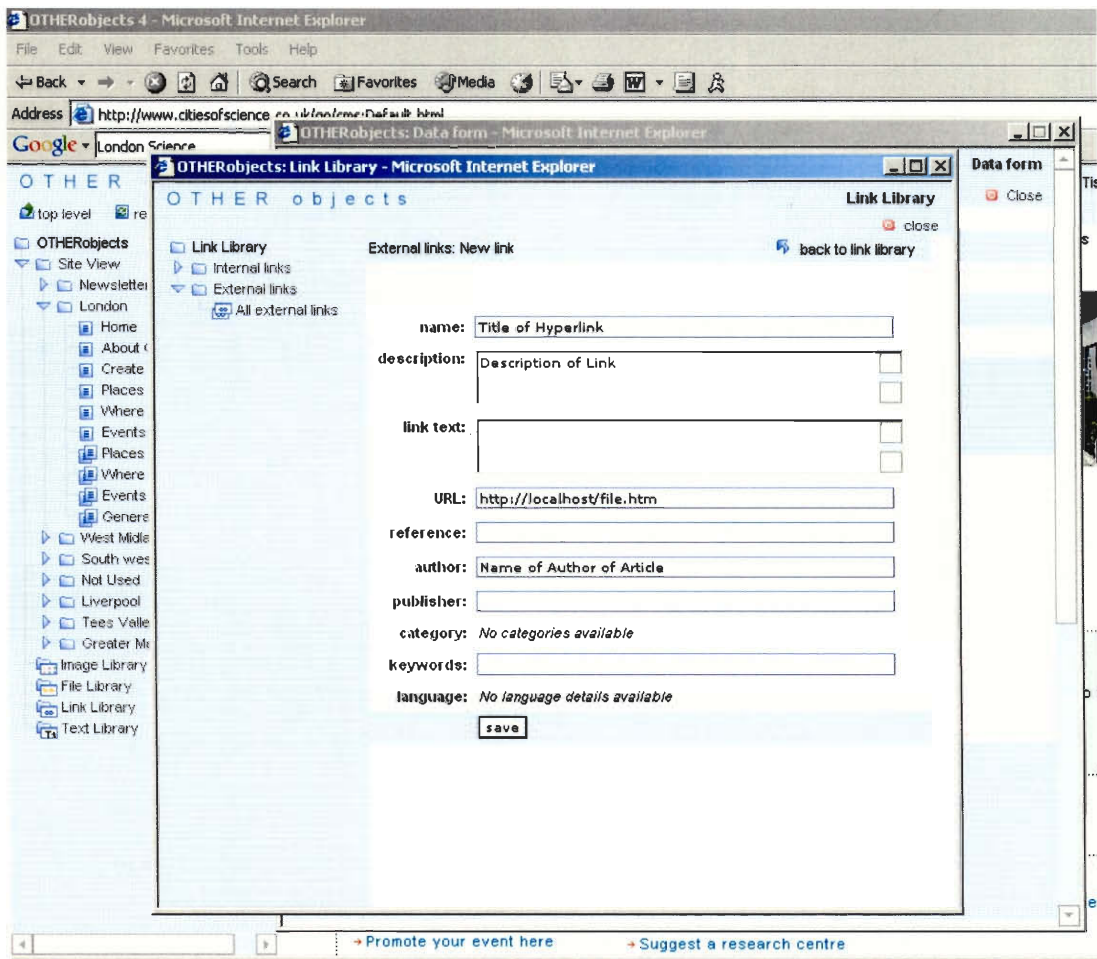 OTHERobjects 4 - Microsoft Internet Explorer
File Edit View Favorites Tools Help
Back Search Favorites Media
Address http://www.citiesofscience.co.uk/go/cms:Default.html
Google London Science
OTHERobjects: Data form - Microsoft Internet Explorer
OTHERobjects: Link Library - Microsoft Internet Explorer
Data form
Close
OTHER
top level re
OTHERobjects
Site View
Newsletter
London
Home
About
Create
Places
Where
Events
Places
Where
Events
Genera
West Midla
South wes
Not Used
Liverpool
Tees Valle
Greater Ma
Image Library
File Library
Link Library
Text Library
OTHER objects
Link Library
close
Link Library
Internal links
External links
All external links
External links: New link
back to link library
name: Title of Hyperlink
description: Description of Link
link text:
URL: http://localhost/file.htm
reference:
author: Name of Author of Article
publisher:
category: No categories available
keywords:
language: No language details available
save
Promote your event here
Suggest a research centre